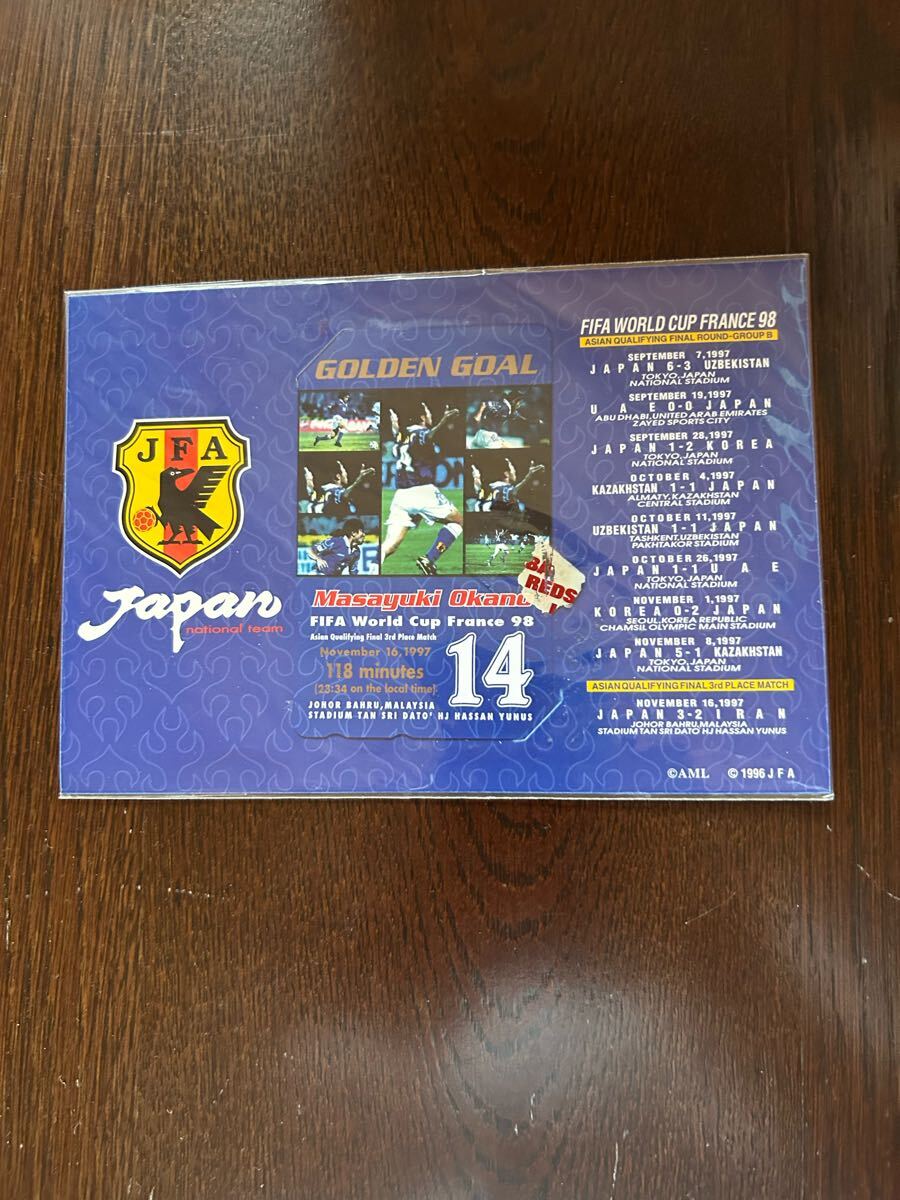 JFA
Japan
national team
GOLDEN GOAL
REDS
Masayuki
FIFA World Cup France 98
Asian Qualifying Final 3rd Place Match
November 16,1997
118 minutes
(23:34 on the local time)
14
JOHOR BAHRU,MALAYSIA
STADIUM TAN SRI DATO' HJ HASSAN YUNUS
FIFA WORLD CUP FRANCE 98
ASIAN QUALIFYING FINAL ROUND-GROUP B
SEPTEMBER 7,1997
JAPAN 6-3 UZBEKISTAN
TOKYO,JAPAN
NATIONAL STADIUM
SEPTEMBER 19,1997
U A E 0-0 JAPAN
ABU DHABI,UNITED ARAB EMIRATES
ZAYED SPORTS CITY
SEPTEMBER 28,1997
JAPAN 1-2 KOREA
TOKYO,JAPAN
NATIONAL STADIUM
OCTOBER 4,1997
KAZAKHSTAN 1-1 JAPAN
ALMATY,KAZAKHSTAN
CENTRAL STADIUM
OCTOBER 11,1997
UZBEKISTAN 1-1 JAPAN
TASHKENT,UZBEKISTAN
PAKHTAKOR STADIUM
OCTOBER 26,1997
JAPAN 1-1 U A E
TOKYO,JAPAN
NATIONAL STADIUM
NOVEMBER 1,1997
KOREA 0-2 JAPAN
SEOUL,KOREA REPUBLIC
CHAMSIL OLYMPIC MAIN STADIUM
NOVEMBER 8,1997
JAPAN 5-1 KAZAKHSTAN
TOKYO,JAPAN
NATIONAL STADIUM
ASIAN QUALIFYING FINAL 3rd PLACE MATCH
NOVEMBER 16,1997
JAPAN 3-2 IRAN
JOHOR BAHRU,MALAYSIA
STADIUM TAN SRI DATO' HJ HASSAN YUNUS
©AML © 1996 J F A